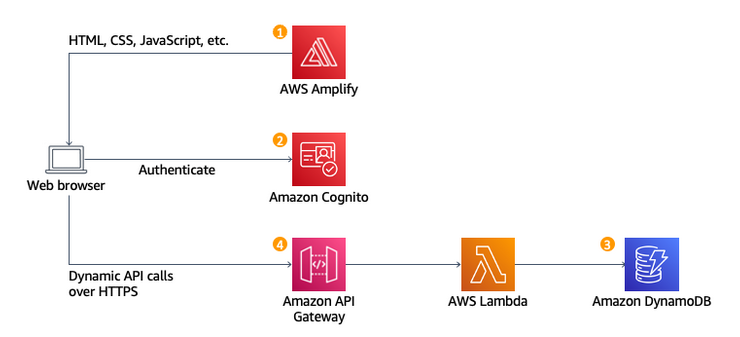 1
HTML, CSS, JavaScript, etc.
AWS Amplify
2
Authenticate
Web browser
Amazon Cognito
4
3
Dynamic API calls
over HTTPS
Amazon API
Gateway
AWS Lambda
Amazon DynamoDB